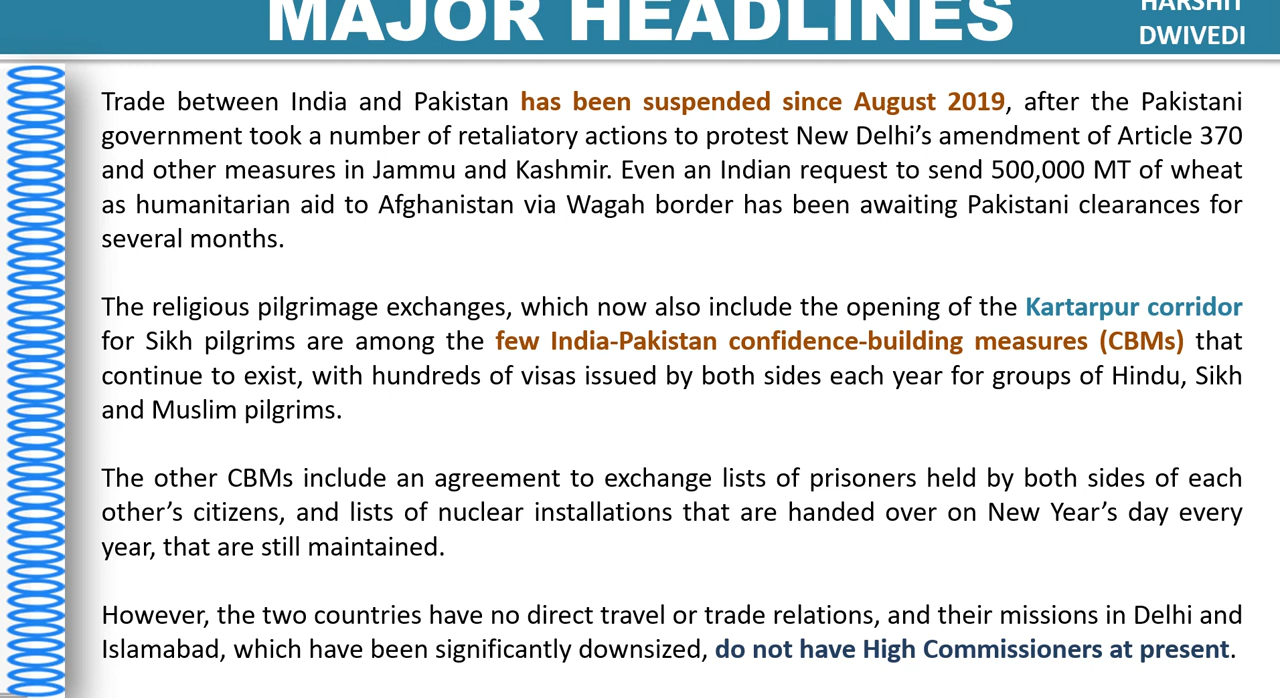 MAJOR HEADLINES
HARSHIT
DWIVEDI
Trade between India and Pakistan has been suspended since August 2019, after the Pakistani
government took a number of retaliatory actions to protest New Delhi’s amendment of Article 370
and other measures in Jammu and Kashmir. Even an Indian request to send 500,000 MT of wheat
as humanitarian aid to Afghanistan via Wagah border has been awaiting Pakistani clearances for
several months.
The religious pilgrimage exchanges, which now also include the opening of the Kartarpur corridor
for Sikh pilgrims are among the few India-Pakistan confidence-building measures (CBMs) that
continue to exist, with hundreds of visas issued by both sides each year for groups of Hindu, Sikh
and Muslim pilgrims.
The other CBMs include an agreement to exchange lists of prisoners held by both sides of each
other’s citizens, and lists of nuclear installations that are handed over on New Year’s day every
year, that are still maintained.
However, the two countries have no direct travel or trade relations, and their missions in Delhi and
Islamabad, which have been significantly downsized, do not have High Commissioners at present.